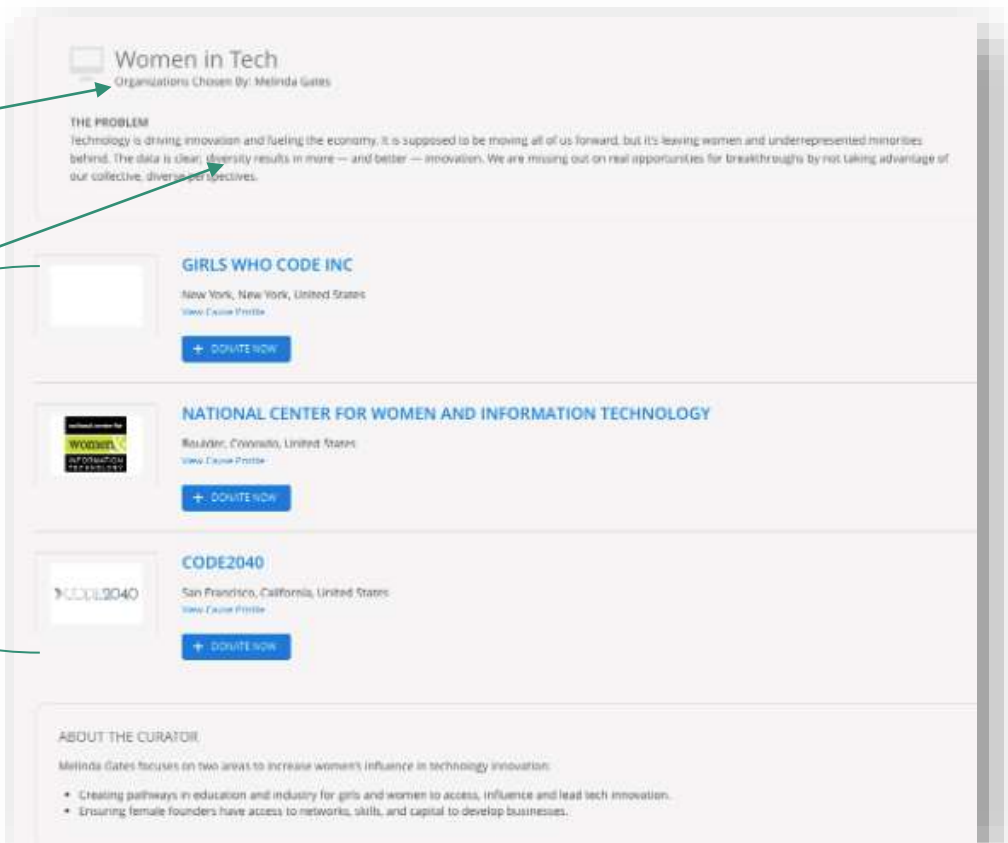 Women in Tech
Organizations Chosen By: Melinda Gates
THE PROBLEM
Technology is driving innovation and fueling the economy. It is supposed to be moving all of us forward, but it's leaving women and underrepresented minorities
behind. The data is clear, diversity results in more — and better — innovation. We are missing out on real opportunities for breakthroughs by not taking advantage of
our collective, diverse perspectives.
GIRLS WHO CODE INC
New York, New York, United States
View Cause Profile
+ DONATE NOW
national center for
women &
INFORMATION
TECHNOLOGY
NATIONAL CENTER FOR WOMEN AND INFORMATION TECHNOLOGY
Boulder, Colorado, United States
View Cause Profile
+ DONATE NOW
CODE2040
CODE2040
San Francisco, California, United States
View Cause Profile
+ DONATE NOW
ABOUT THE CURATOR
Melinda Gates focuses on two areas to increase women's influence in technology innovation:
• Creating pathways in education and industry for girls and women to access, influence and lead tech innovation.
• Ensuring female founders have access to networks, skills, and capital to develop businesses.